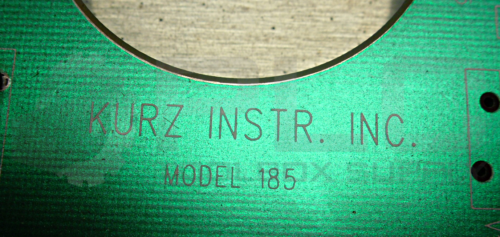 KURZ INSTR. INC.
MODEL 185